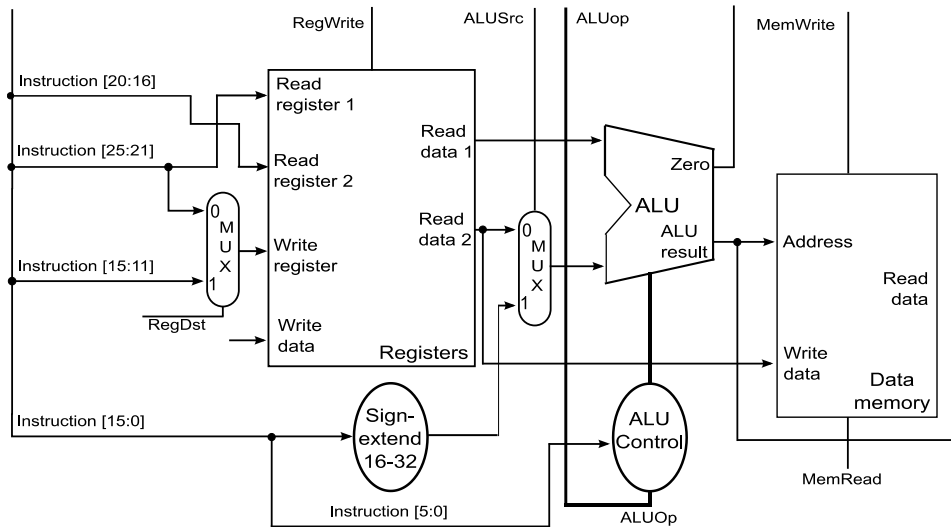 RegWrite
ALUSrc
ALUop
MemWrite
Instruction [20:16]
Read
register 1
Read
data 1
Instruction [25:21]
Read
register 2
Zero
0
M
U
X
1
Read
data 2
0
M
U
X
1
ALU
ALU
result
Address
Write
register
Instruction [15:11]
Read
data
RegDst
Write
data
Registers
Write
data
Data
memory
Instruction [15:0]
Sign-
extend
16-32
ALU
Control
MemRead
Instruction [5:0]
ALUOp